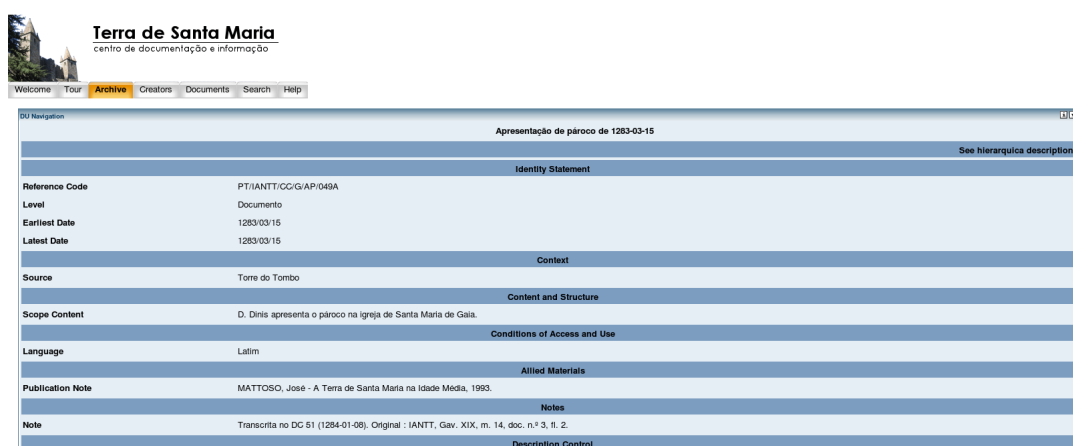 Terra de Santa Maria
centro de documentação e informação
Welcome Tour Archive Creators Documents Search Help
DU Navigation
Apresentação de pároco de 1283-03-15
See hierarquica description
Identity Statement
Reference Code PT/IANTT/CC/G/AP/049A
Level Documento
Earliest Date 1283/03/15
Latest Date 1283/03/15
Context
Source Torre do Tombo
Content and Structure
Scope Content D. Dinis apresenta o pároco na igreja de Santa Maria de Gaia.
Conditions of Access and Use
Language Latim
Allied Materials
Publication Note MATTOSO, José - A Terra de Santa Maria na Idade Média, 1993.
Notes
Note Transcrita no DC 51 (1284-01-08). Original : IANTT, Gav. XIX, m. 14, doc. n.º 3, fl. 2.
Description Control